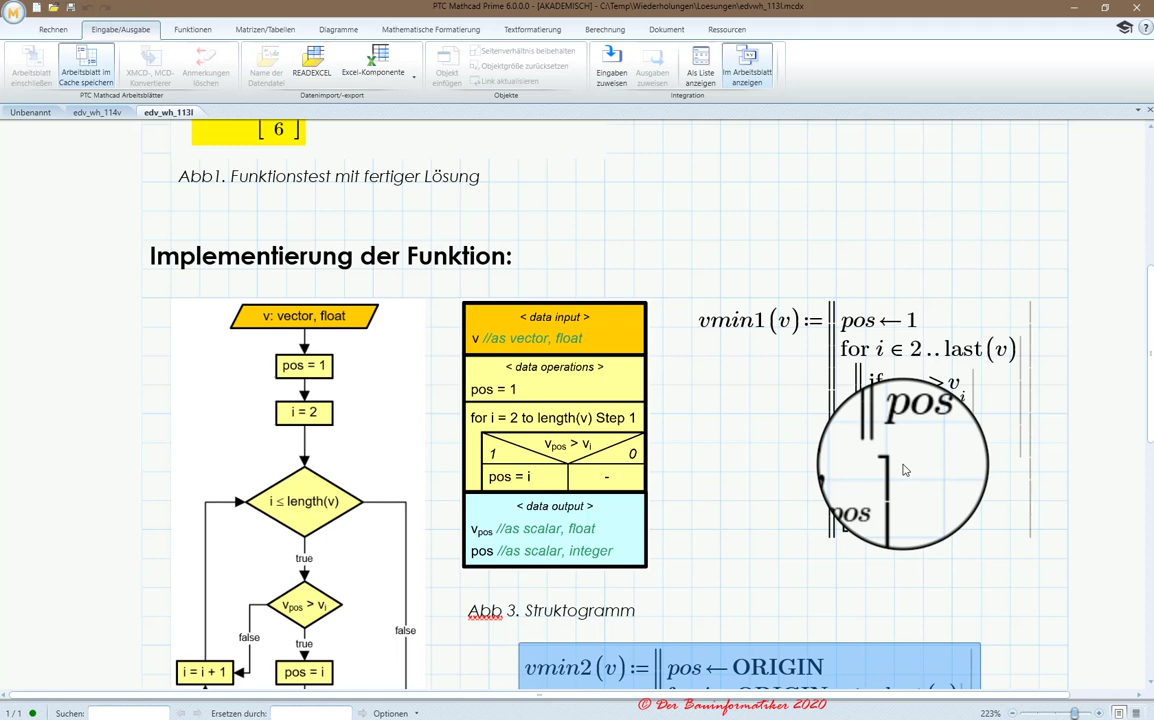 PTC Mathcad Prime 6.0.0.0 - [AKADEMISCH] - C:\Temp\Wiederholungen\Loesungen\edvwh_113l.mcdx
Rechnen Eingabe/Ausgabe Funktionen Matrizen/Tabellen Diagramme Mathematische Formatierung Textformatierung Berechnung Dokument Ressourcen
Arbeitsblatt einschließen
Arbeitsblatt im Cache speichern
XMCD-, MCD-Konvertierer
Anmerkungen löschen
Name der Datendatei
READEXCEL
Excel-Komponente
Objekt einfügen
Seitenverhältnis beibehalten
Objektgröße zurücksetzen
Link aktualisieren
Eingaben zuweisen
Ausgaben zuweisen
Als Liste anzeigen
Im Arbeitsblatt anzeigen
PTC Mathcad Arbeitsblätter Datenimport/-export Objekte Integration
Unbenannt edv_wh_114v edv_wh_113l
[ 6 ]
Abb1. Funktionstest mit fertiger Lösung
Implementierung der Funktion:
v: vector, float
pos = 1
i = 2
i ≤ length(v)
true
vpos > vi
false
false
true
i = i + 1
pos = i
< data input >
v //as vector, float
< data operations >
pos = 1
for i = 2 to length(v) Step 1
vpos > vi
1 0
pos = i -
< data output >
vpos //as scalar, float
pos //as scalar, integer
Abb 3. Struktogramm
vmin1(v):= ‖ pos ← 1
for i ∈ 2 .. last(v)
if > vi
pos
pos
vmin2(v):= ‖ pos ← ORIGIN
1 / 1 Suchen: Ersetzen durch: Optionen
© Der Bauinformatiker 2020
223%